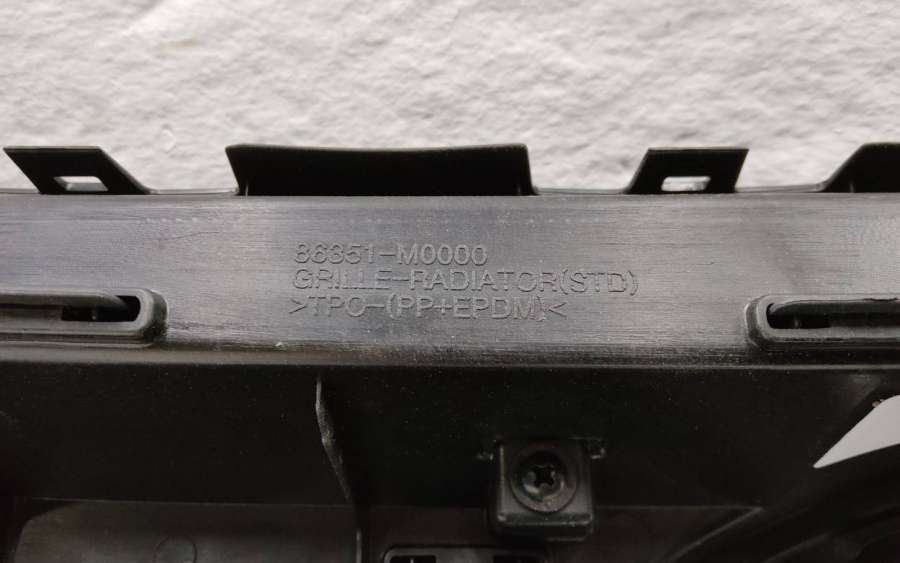 86351-M0000
GRILLE-RADIATOR(STD)
>TPO-(PP+EPDM)<